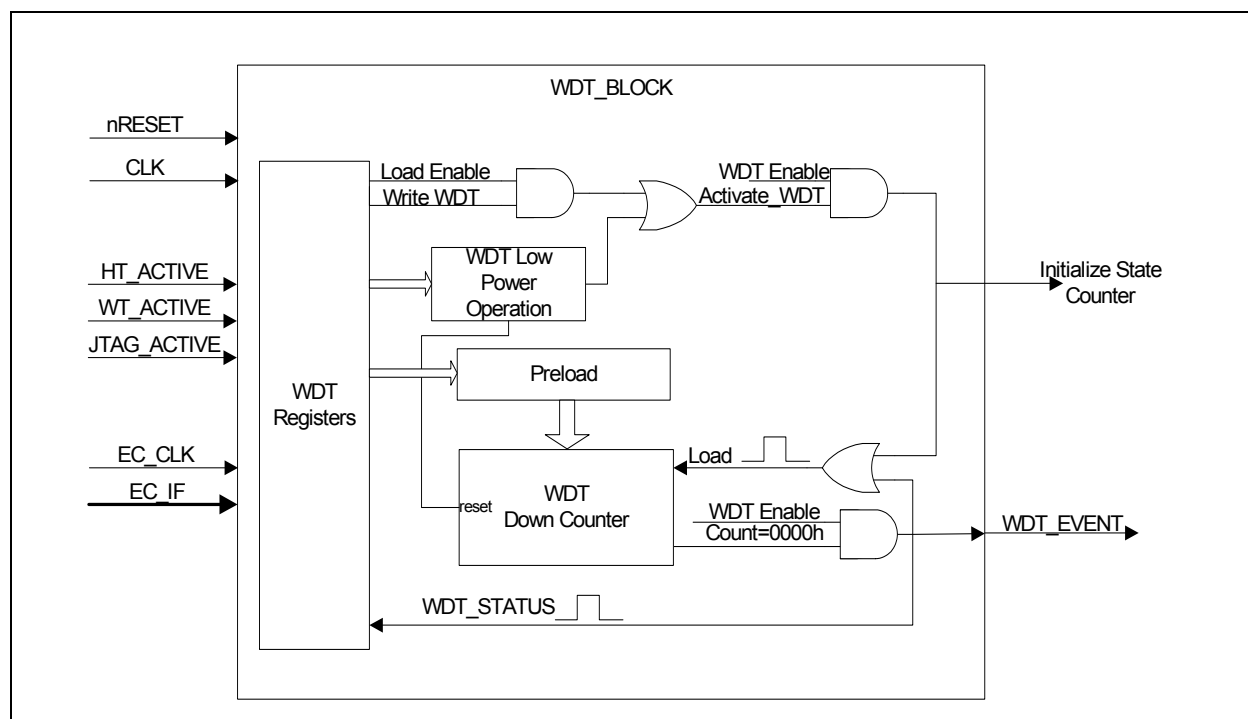 WDT_BLOCK
nRESET
CLK
Load Enable
Write WDT
WDT Enable
Activate_WDT
HT_ACTIVE
WT_ACTIVE
JTAG_ACTIVE
WDT Low
Power
Operation
Initialize State
Counter
Preload
WDT
Registers
EC_CLK
EC_IF
Load
reset
WDT
Down Counter
WDT Enable
Count=0000h
WDT_EVENT
WDT_STATUS